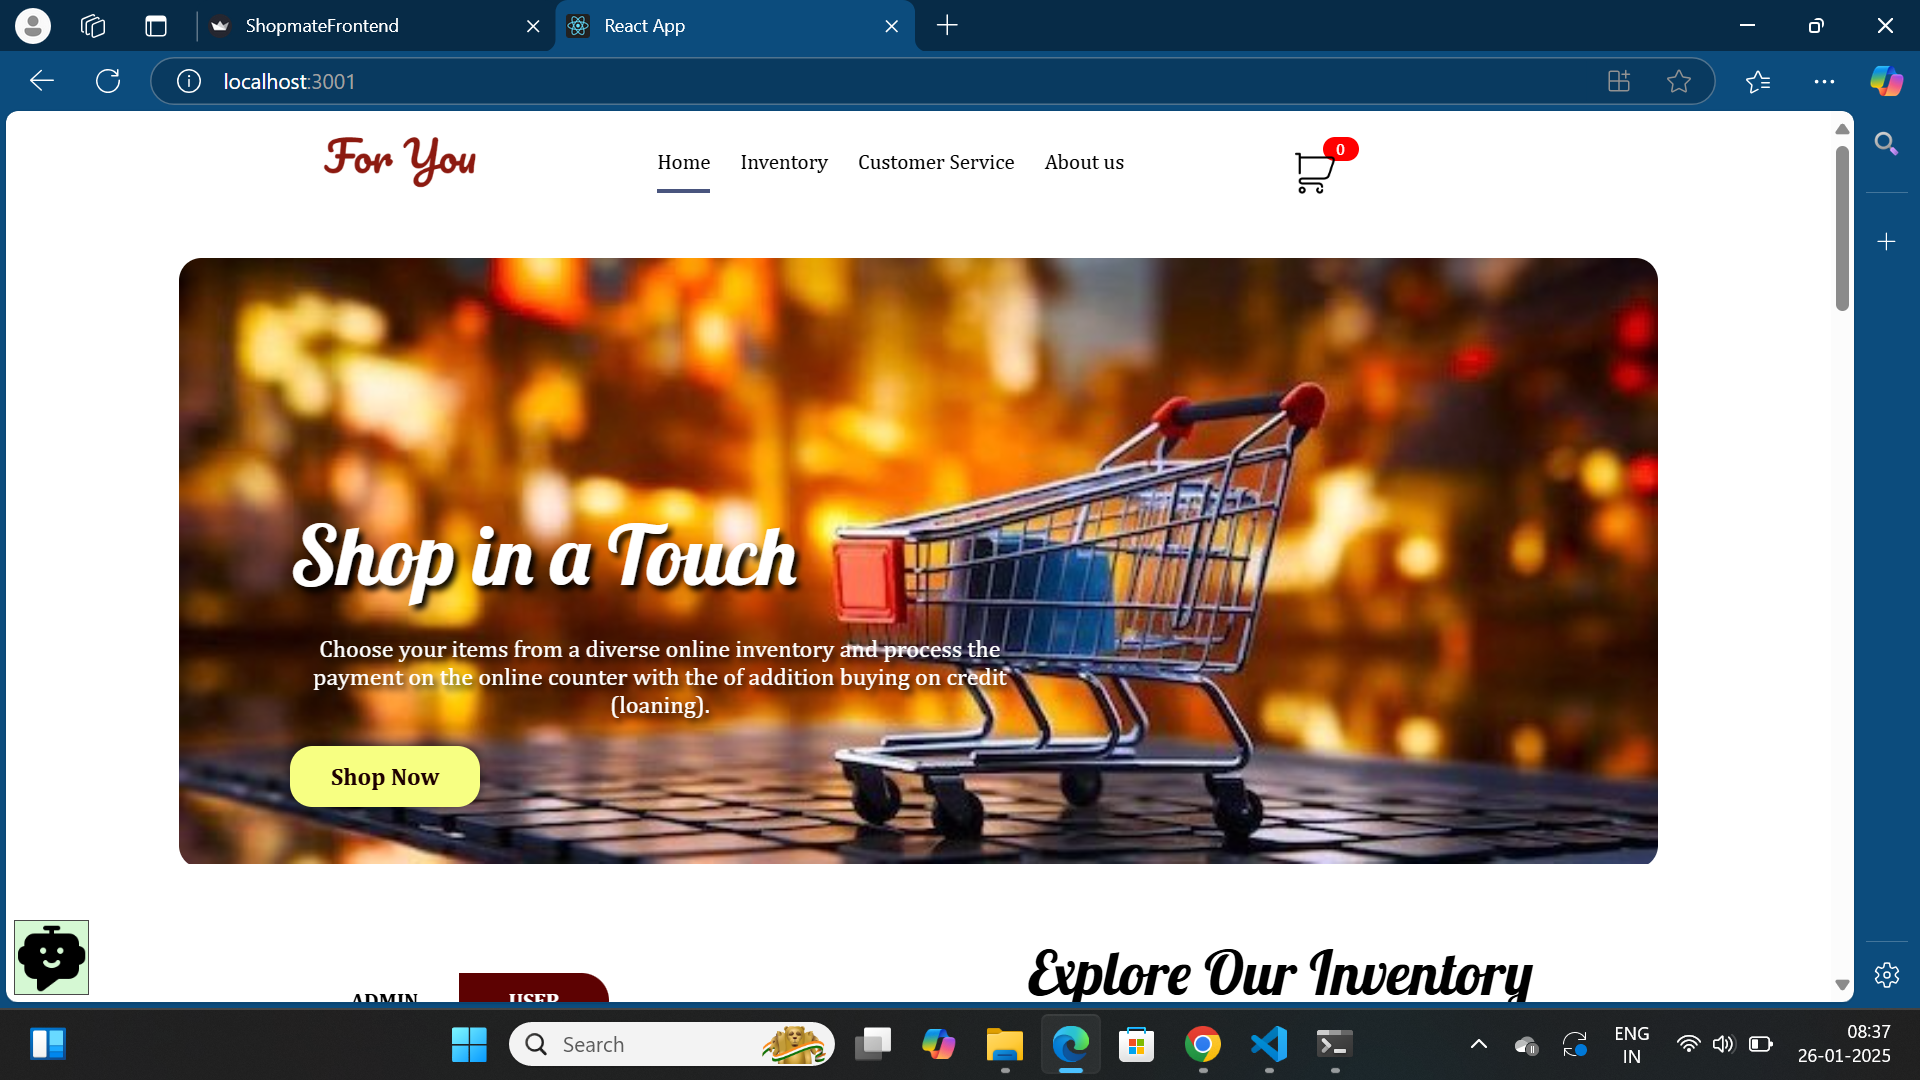 ShopmateFrontend
React App
localhost:3001
For You
Home
Inventory
Customer Service
About us
0
Shop in a Touch
Choose your items from a diverse online inventory and process the
payment on the online counter with the of addition buying on credit
(loaning).
Shop Now
ADMIN
USER
Explore Our Inventory
Search
ENG
IN
08:37
26-01-2025